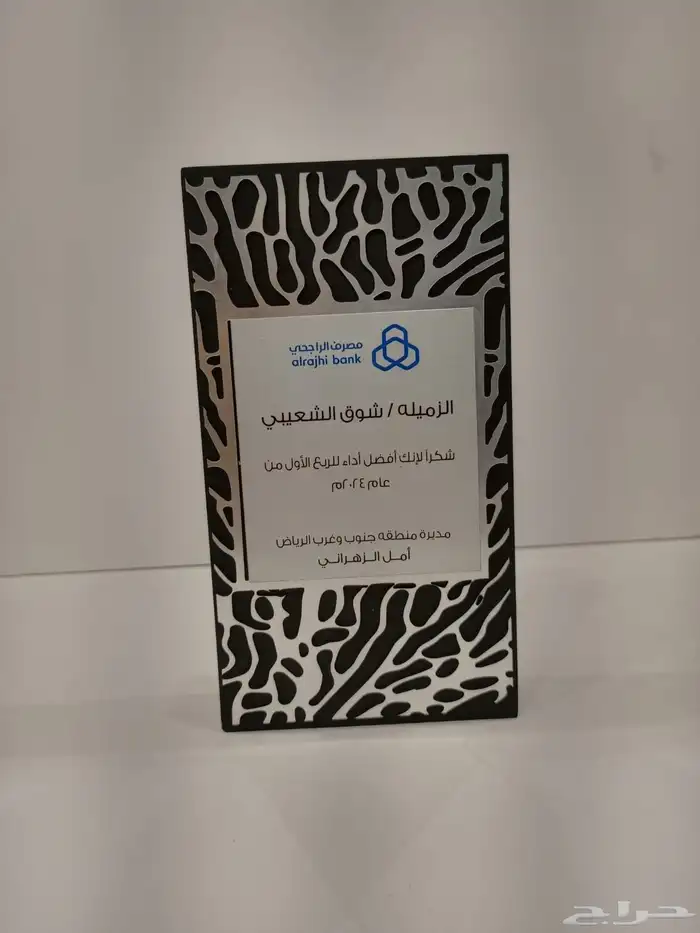 مصرف الراجحي
alrajhi bank
الزميله / شوق الشعيبي
شكراً لإنكِ أفضل أداء للربع الأول من
عام ٢٠٢٤م
مديرة منطقه جنوب وغرب الرياض
أمل الزهراني
حراج